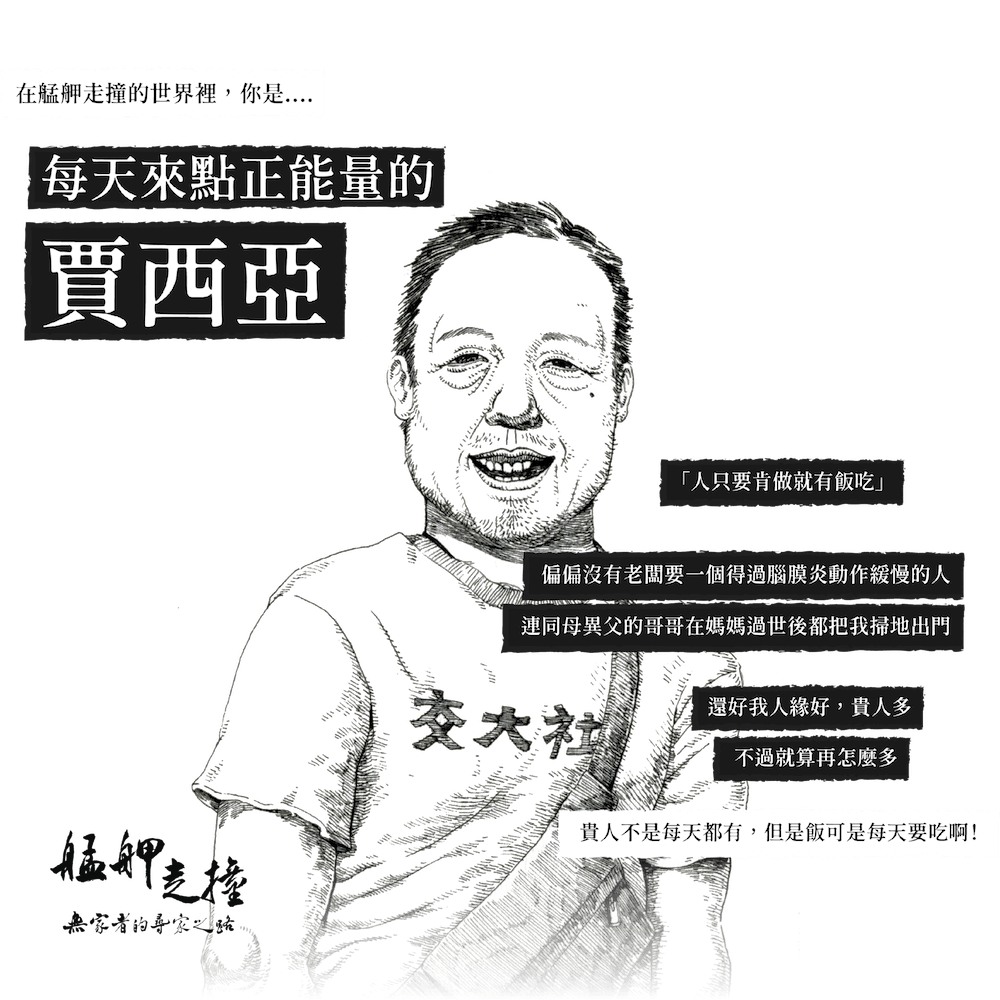 在艋舺走撞的世界裡，你是....
每天來點正能量的
賈西亞
「人只要肯做就有飯吃」
偏偏沒有老闆要一個得過腦膜炎動作緩慢的人
連同母異父的哥哥在媽媽過世後都把我掃地出門
交大社
還好我人緣好，貴人多
不過就算再怎麼多
貴人不是每天都有，但是飯可是每天要吃啊!
艋舺走撞
無家者的尋家之路